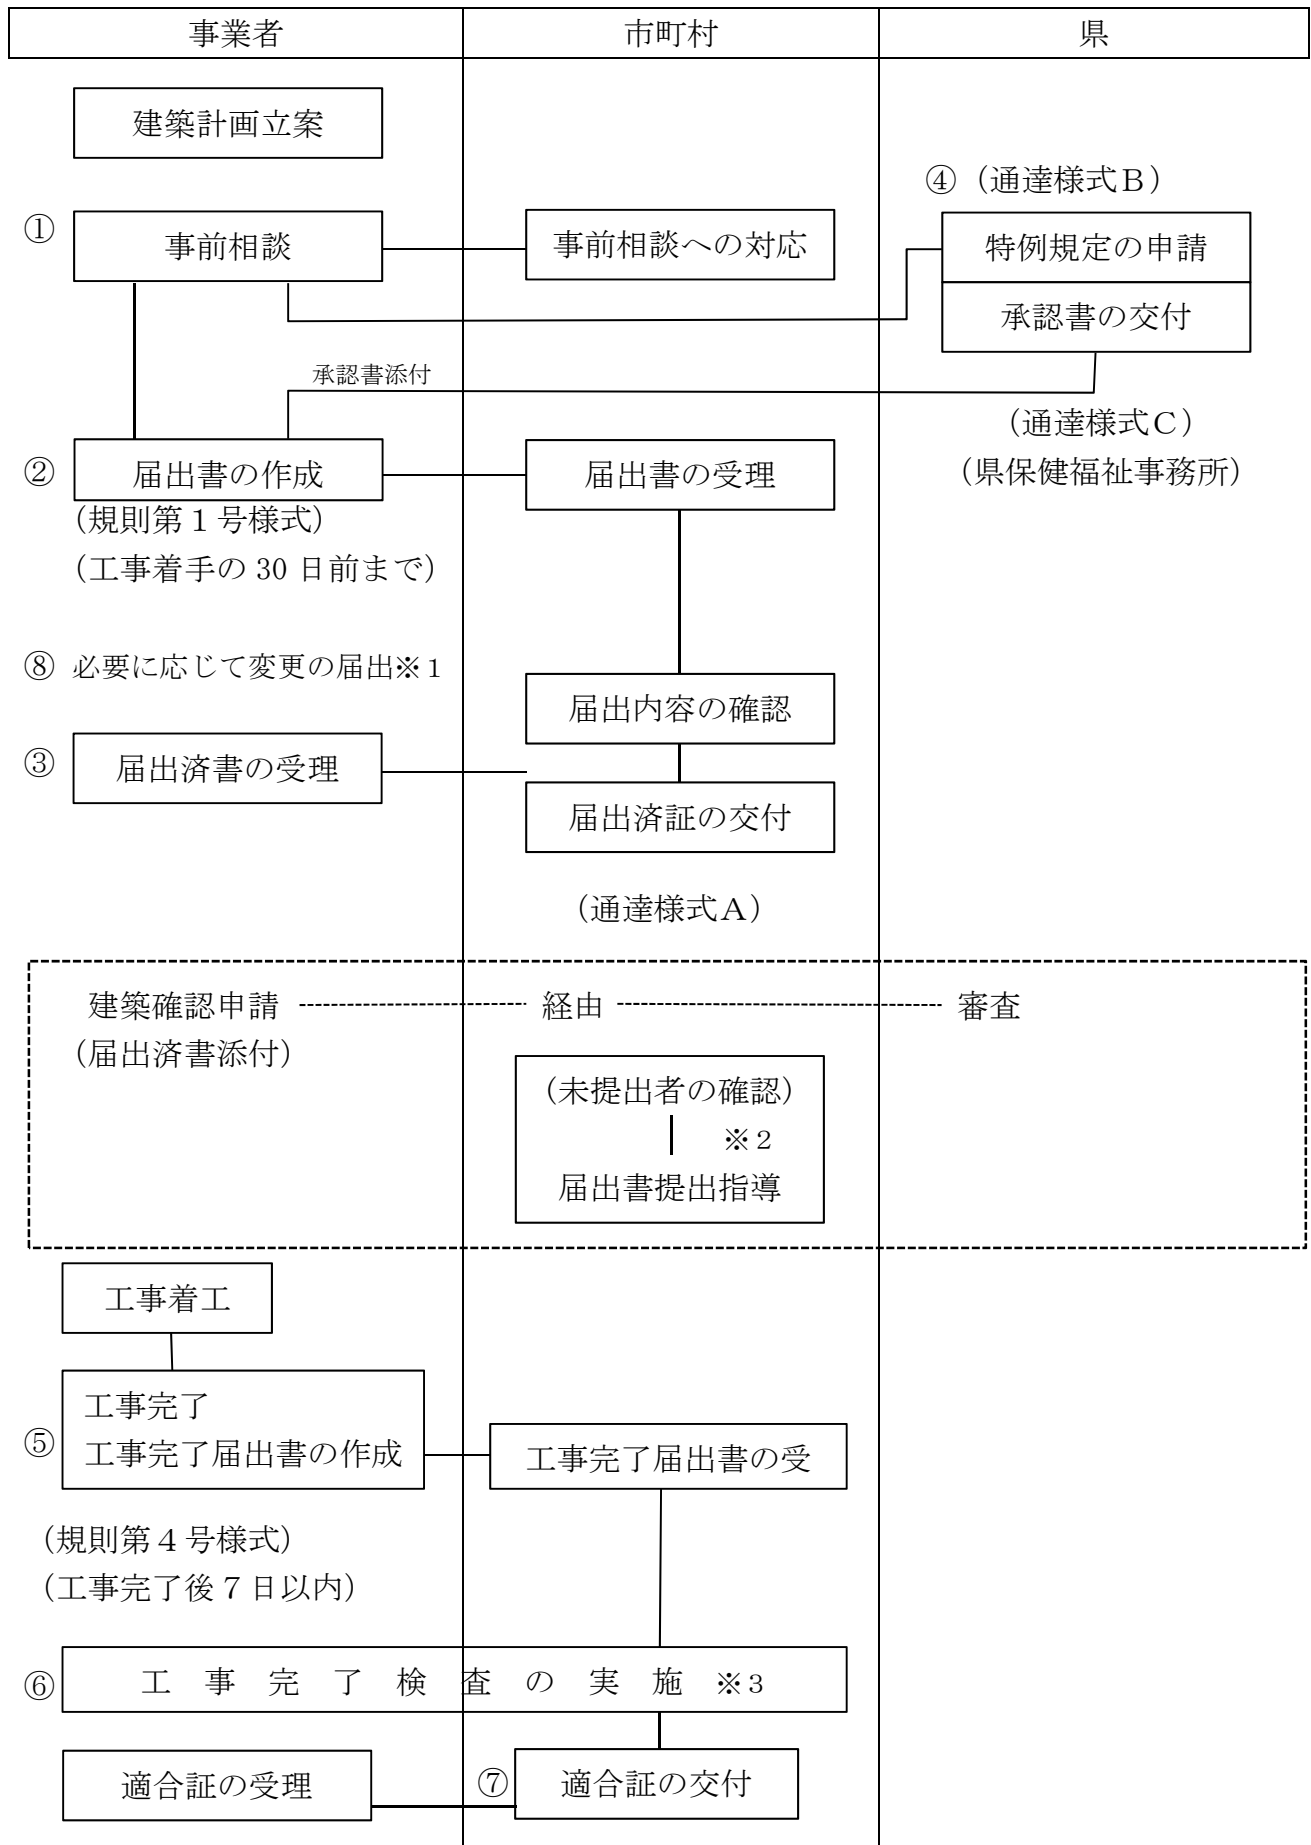 事業者 市町村 県
建築計画立案
④（通達様式Ｂ）
① 事前相談 事前相談への対応 特例規定の申請
承認書の交付
承認書添付
（通達様式Ｃ）
② 届出書の作成 届出書の受理 （県保健福祉事務所）
（規則第１号様式）
（工事着手の 30 日前まで）
⑧ 必要に応じて変更の届出※１
届出内容の確認
③ 届出済書の受理
届出済証の交付
（通達様式Ａ）
建築確認申請 経由 審査
（届出済書添付）
（未提出者の確認）
※２
届出書提出指導
工事着工
工事完了
⑤ 工事完了届出書の作成 工事完了届出書の受
（規則第４号様式）
（工事完了後７日以内）
⑥ 工 事 完 了 検 査 の 実 施 ※３
適合証の受理 ⑦ 適合証の交付